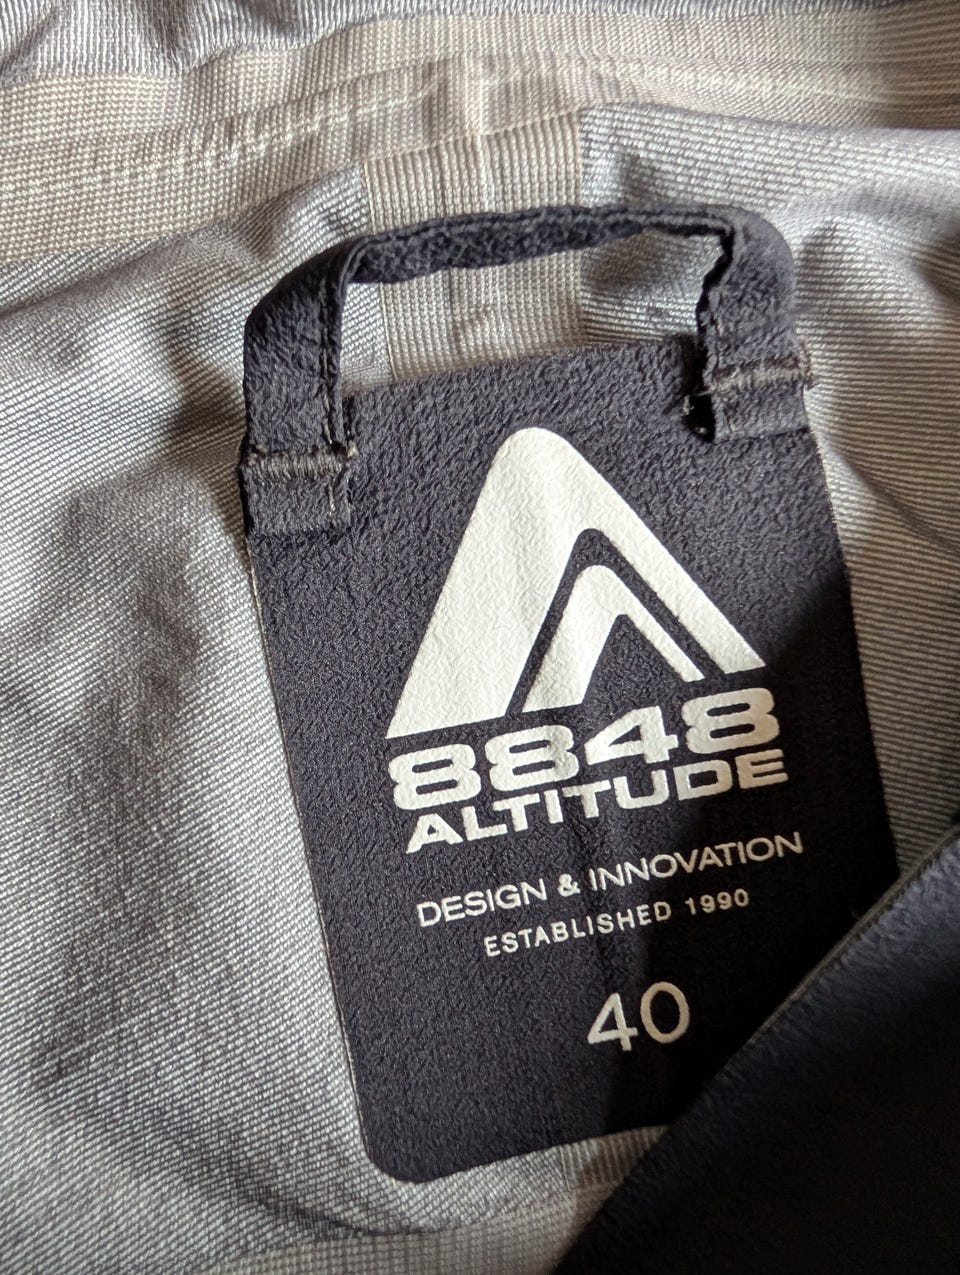 8848
ALTITUDE
DESIGN & INNOVATION
ESTABLISHED 1990
40